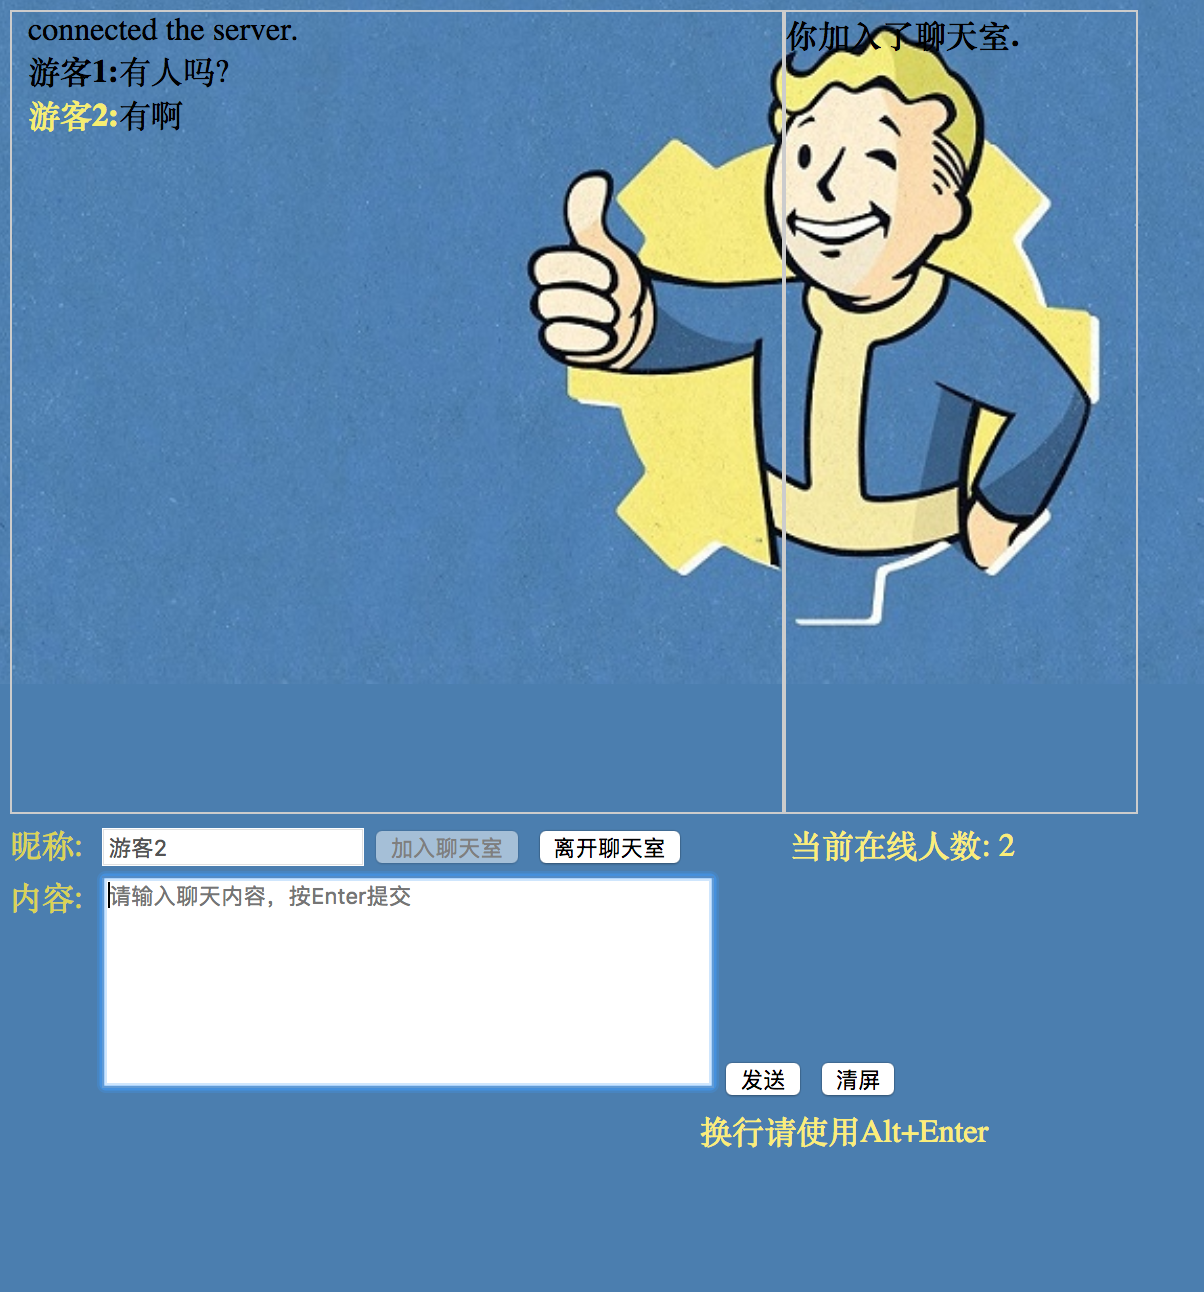 connected the server.
游客1:有人吗?
游客2:有啊
你加入了聊天室.
昵称: 游客2 加入聊天室 离开聊天室 当前在线人数: 2
内容: 请输入聊天内容，按Enter提交
发送 清屏
换行请使用Alt+Enter